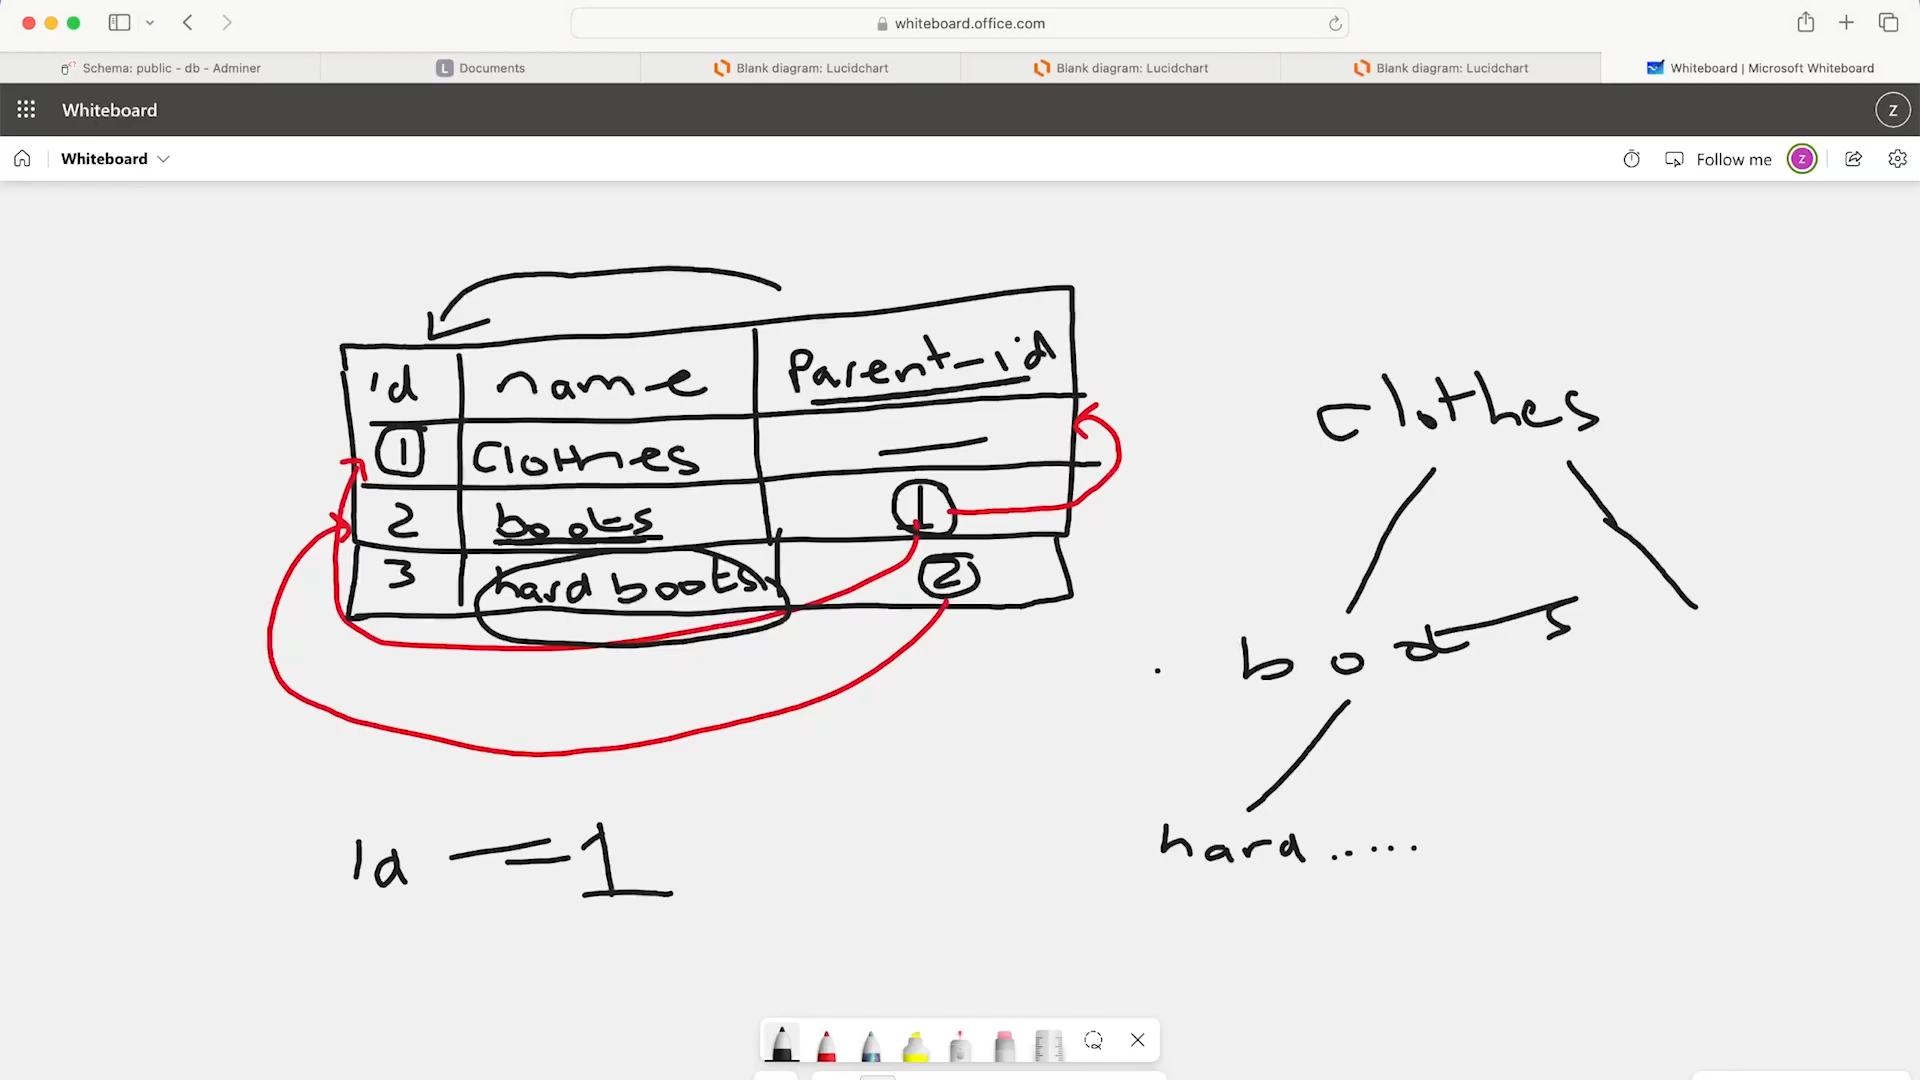 whiteboard.office.com
Schema: public - db - Adminer
L Documents
Blank diagram: Lucidchart
Blank diagram: Lucidchart
Blank diagram: Lucidchart
Whiteboard | Microsoft Whiteboard
Whiteboard
Z
Whiteboard
Follow me
Z
id name Parent_id
1 Clothes —
2 boots 1
3 hard boots 2
Clothes
boots
hard .....
id = 1